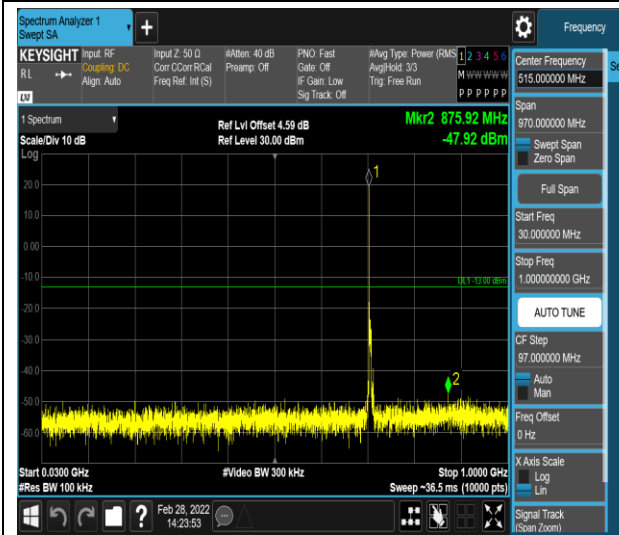 Spectrum Analyzer 1
Swept SA
Frequency
KEYSIGHT
RL
LXI
Input: RF
Coupling: DC
Align: Auto
Input Z: 50 Ω
Corr CCorr RCal
Freq Ref: Int (S)
#Atten: 40 dB
Preamp: Off
PNO: Fast
Gate: Off
IF Gain: Low
Sig Track: Off
#Avg Type: Power (RMS
Avg|Hold: 3/3
Trig: Free Run
1 2 3 4 5 6
M W W W W W
P P P P P P
1 Spectrum
Scale/Div 10 dB
Ref Lvl Offset 4.59 dB
Ref Level 30.00 dBm
Mkr2 875.92 MHz
-47.92 dBm
Log
20.0
10.0
0.00
-10.0
-20.0
-30.0
-40.0
-50.0
-60.0
1
DL1 -13.00 dBm
2
Start 0.0300 GHz
#Res BW 100 kHz
#Video BW 300 kHz
Stop 1.0000 GHz
Sweep ~36.5 ms (10000 pts)
Feb 28, 2022
14:23:53
Center Frequency
515.000000 MHz
Span
970.000000 MHz
Swept Span
Zero Span
Full Span
Start Freq
30.000000 MHz
Stop Freq
1.000000000 GHz
AUTO TUNE
CF Step
97.000000 MHz
Auto
Man
Freq Offset
0 Hz
X Axis Scale
Log
Lin
Signal Track
(Span Zoom)
Se